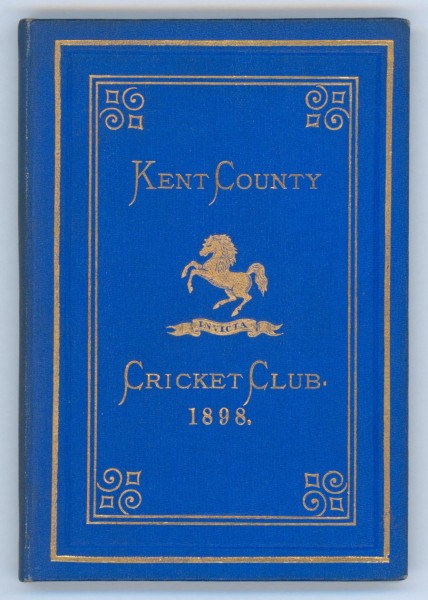 KENT COUNTY
INVICTA
CRICKET CLUB.
1898.